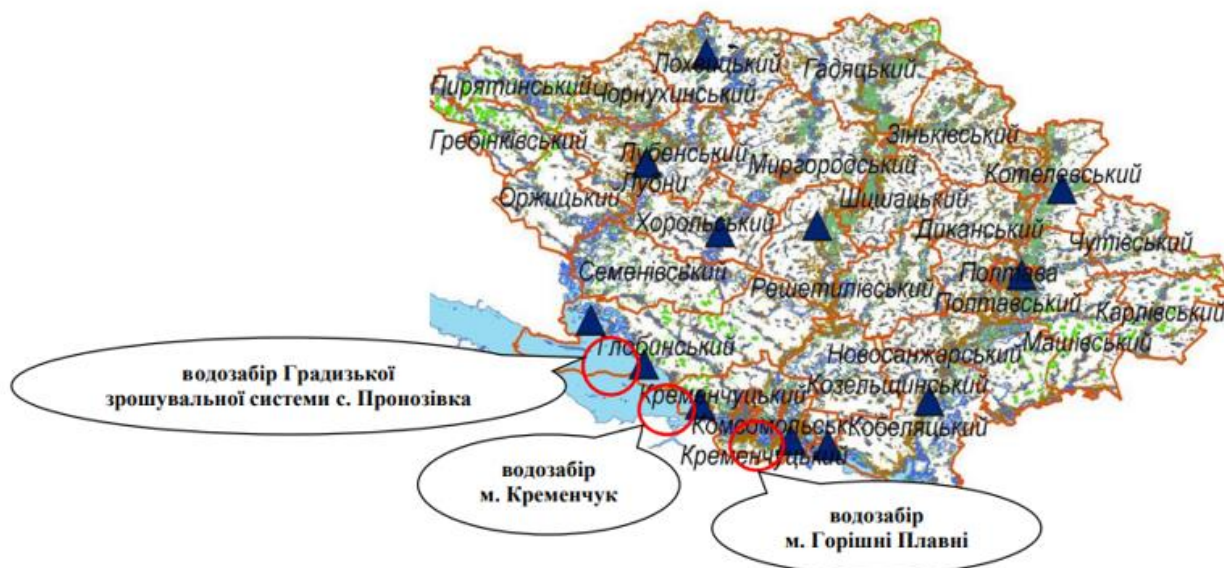 Лохвицький
Гадяцький
Пирятинський
Чорнухинський
Гребінківський
Зіньківський
Лубенський
Миргородський
Котелевський
Лубни
Оржицький
Шишацький
Хорольський
Диканський
Чутівський
Семенівський
Решетилівський
Полтава
Полтавський
Карлівський
Машівський
Глобинський
Новосанжарський
водозабір Градизької
зрошувальної системи с. Пронозівка
Козельщинський
Кременчуцький
Комсомольськ
Кобеляцький
Кременчуцький
водозабір
м. Кременчук
водозабір
м. Горішні Плавні